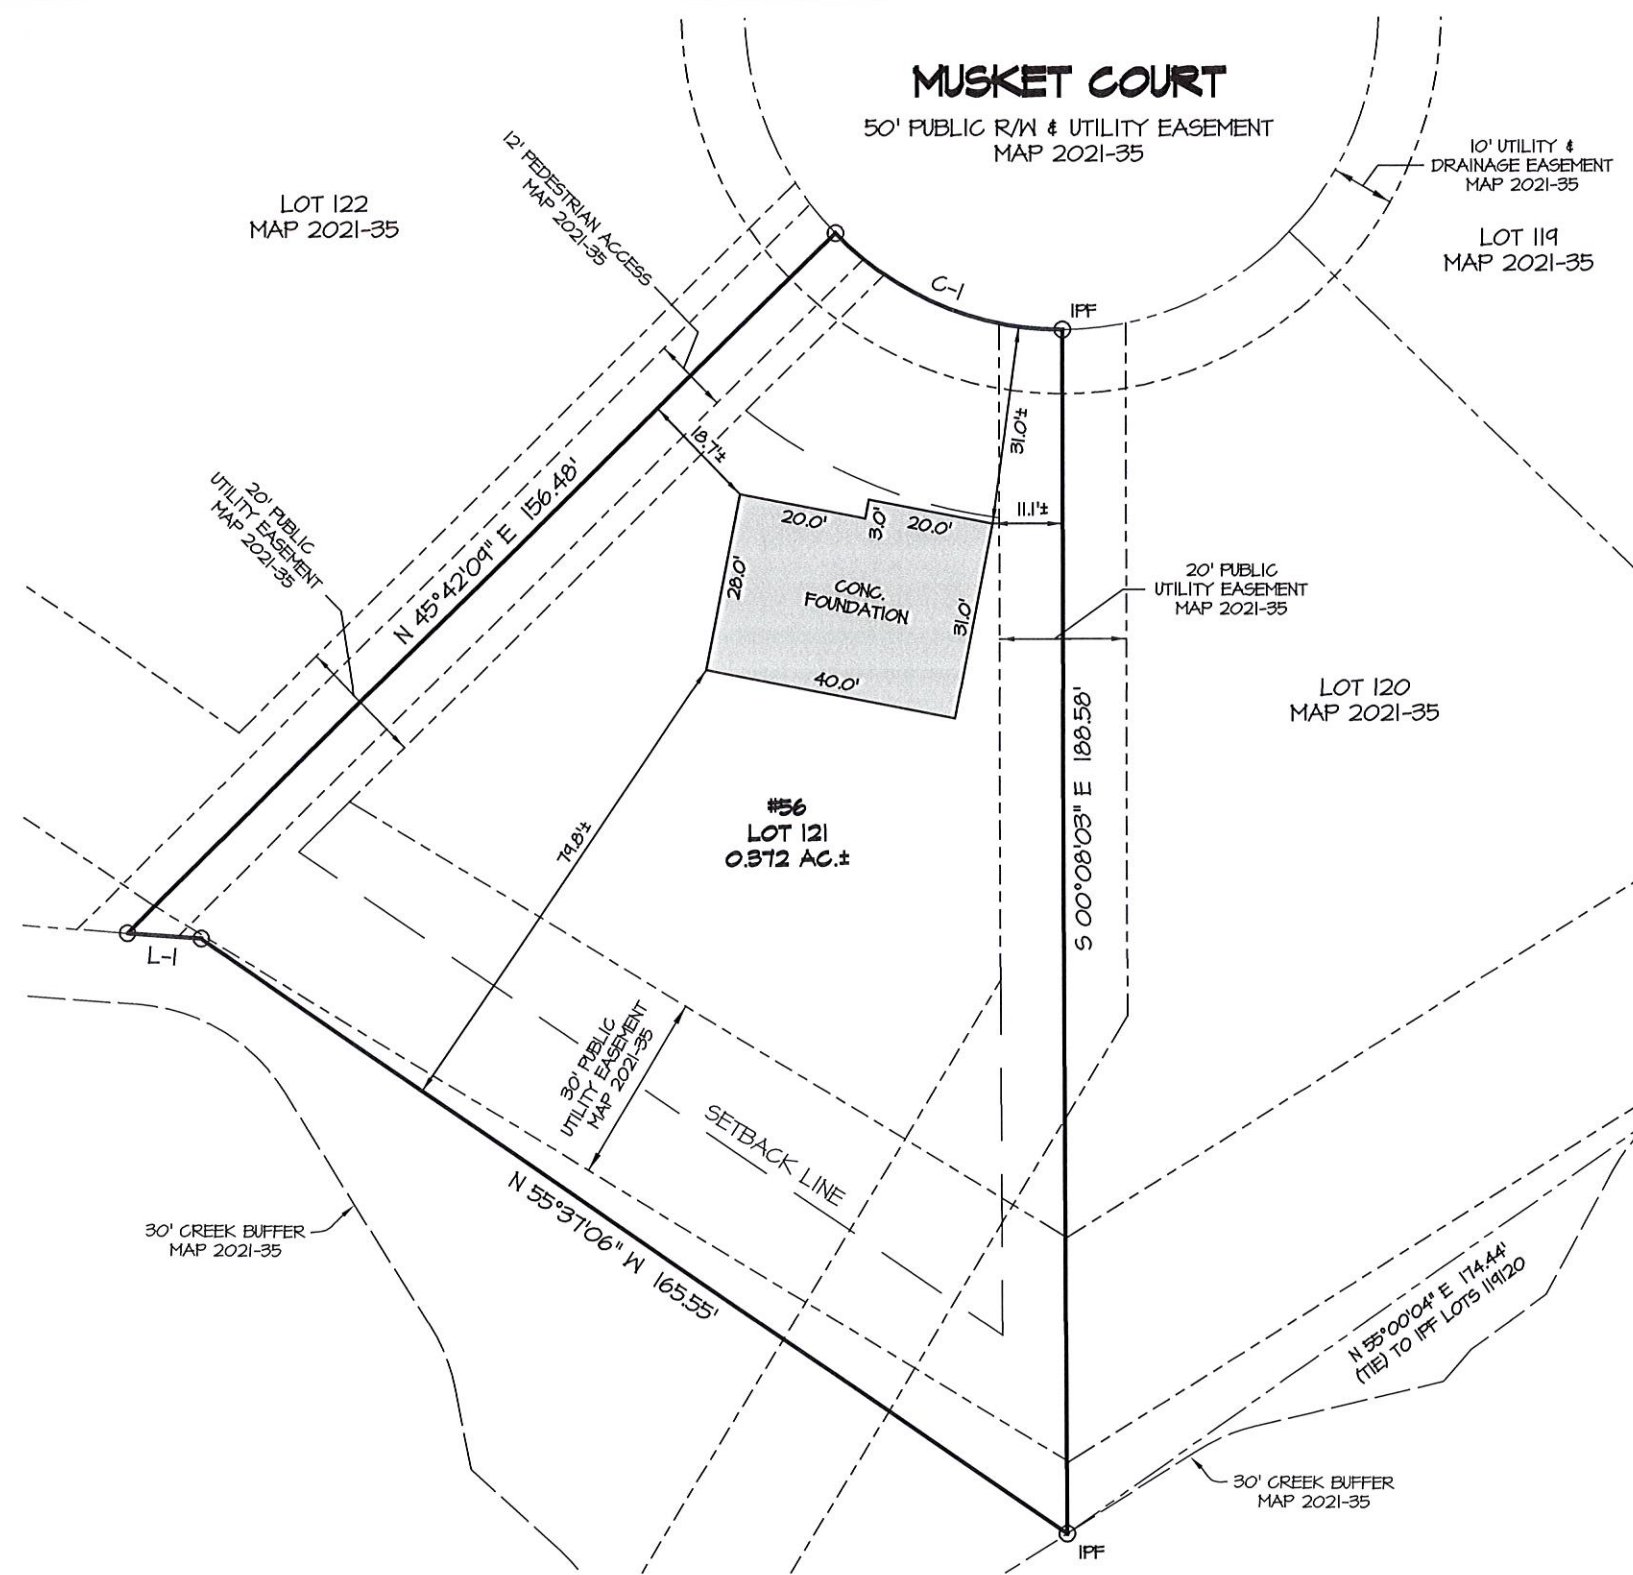 MUSKET COURT
50' PUBLIC R/W & UTILITY EASEMENT
MAP 2021-35
10' UTILITY &
DRAINAGE EASEMENT
MAP 2021-35
LOT 122
MAP 2021-35
12' PEDESTRIAN ACCESS
MAP 2021-35
LOT 119
MAP 2021-35
C-1
IPF
18.7'±
31.0'±
11.1'±
20' PUBLIC
UTILITY EASEMENT
MAP 2021-35
N 45°42'09" E 156.48'
20.0'
3.0'
20.0'
28.0'
CONC.
FOUNDATION
31.0'
40.0'
20' PUBLIC
UTILITY EASEMENT
MAP 2021-35
LOT 120
MAP 2021-35
S 00°08'03" E 188.58'
#56
LOT 121
0.372 AC.±
79.8'±
L-1
30' PUBLIC
UTILITY EASEMENT
MAP 2021-35
SETBACK LINE
N 55°37'06" W 165.55'
30' CREEK BUFFER
MAP 2021-35
N 55°00'04" E 174.44'
(TIE) TO IPF LOTS 119120
30' CREEK BUFFER
MAP 2021-35
IPF